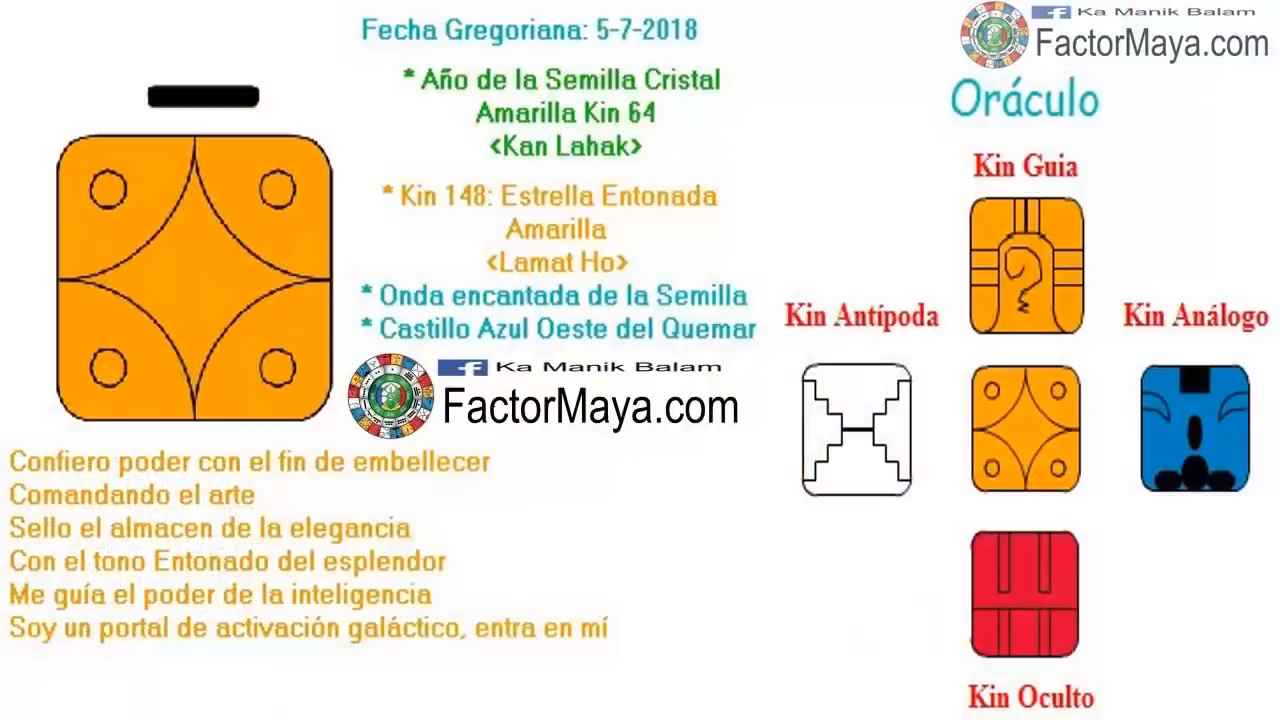 Fecha Gregoriana: 5-7-2018
* Año de la Semilla Cristal
Amarilla Kin 64
<Kan Lahak>
* Kin 148: Estrella Entonada
Amarilla
<Lamat Ho>
* Onda encantada de la Semilla
* Castillo Azul Oeste del Quemar
f Ka Manik Balam
FactorMaya.com
Confiero poder con el fin de embellecer
Comandando el arte
Sello el almacen de la elegancia
Con el tono Entonado del esplendor
Me guía el poder de la inteligencia
Soy un portal de activación galáctico, entra en mí
f Ka Manik Balam
FactorMaya.com
Oráculo
Kin Guia
Kin Antípoda
Kin Análogo
Kin Oculto